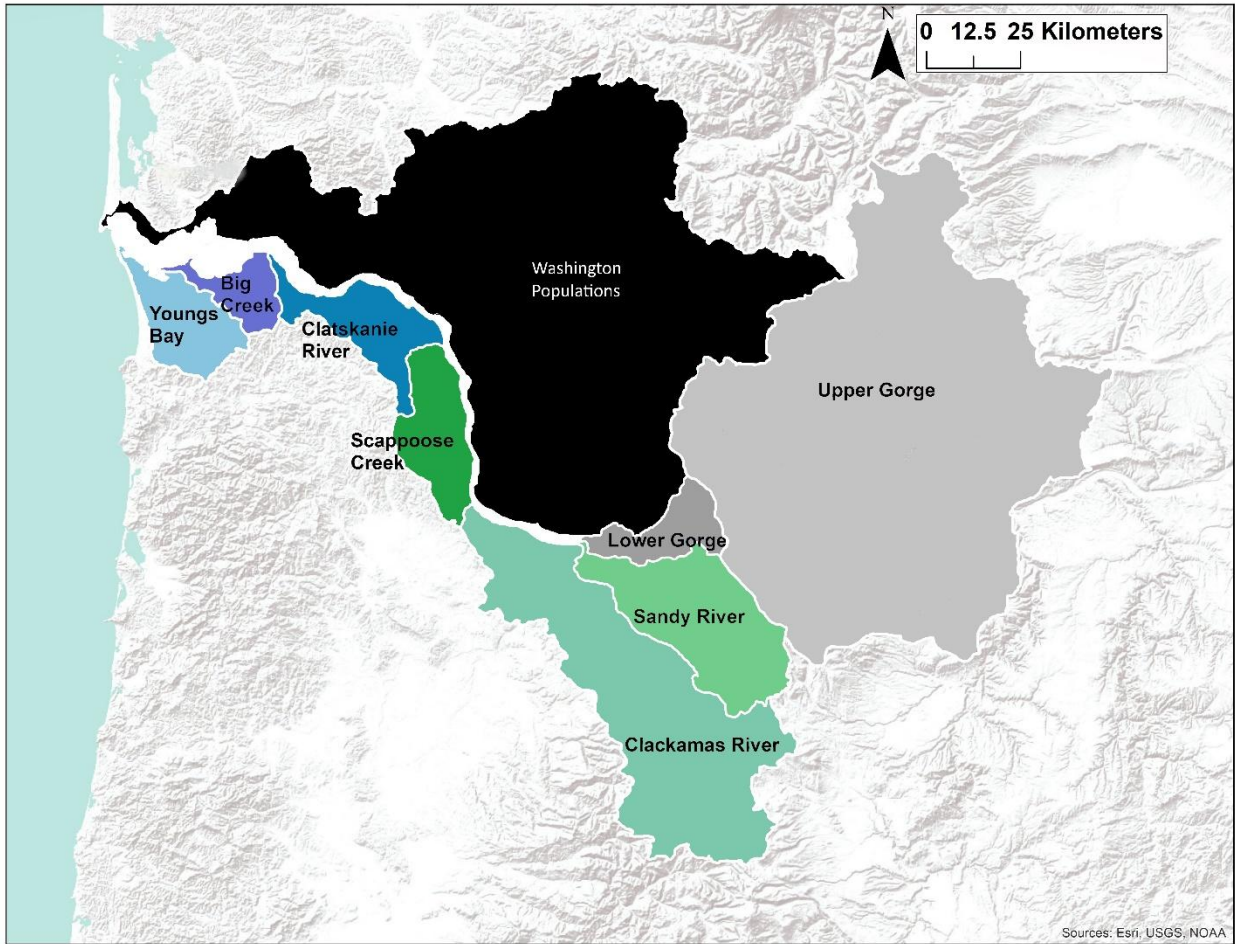 N
0 12.5 25 Kilometers
Washington
Populations
Big
Creek
Youngs
Bay
Clatskanie
River
Upper Gorge
Scappoose
Creek
Lower Gorge
Sandy River
Clackamas River
Sources: Esri, USGS, NOAA